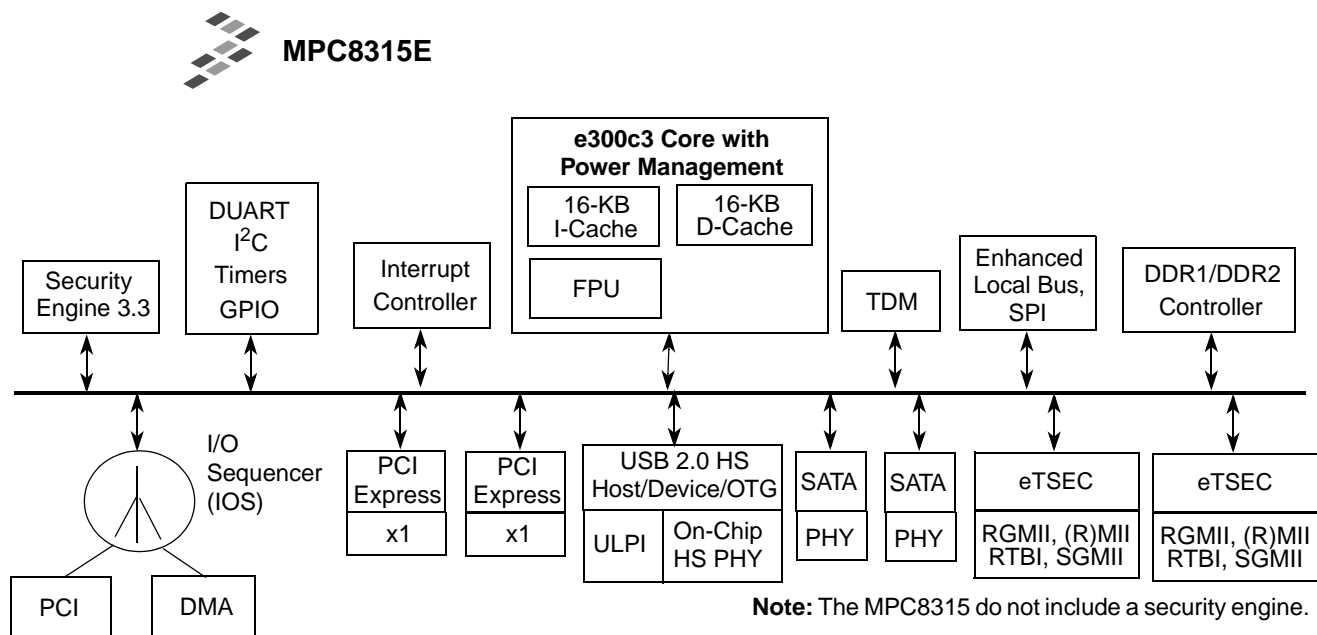 MPC8315E
e300c3 Core with
Power Management
16-KB
I-Cache
16-KB
D-Cache
FPU
DUART
I²C
Timers
GPIO
Security
Engine 3.3
Interrupt
Controller
TDM
Enhanced
Local Bus,
SPI
DDR1/DDR2
Controller
I/O
Sequencer
(IOS)
PCI
DMA
PCI
Express
x1
PCI
Express
x1
USB 2.0 HS
Host/Device/OTG
ULPI
On-Chip
HS PHY
SATA
PHY
SATA
PHY
eTSEC
RGMII, (R)MII
RTBI, SGMII
eTSEC
RGMII, (R)MII
RTBI, SGMII
Note: The MPC8315 do not include a security engine.